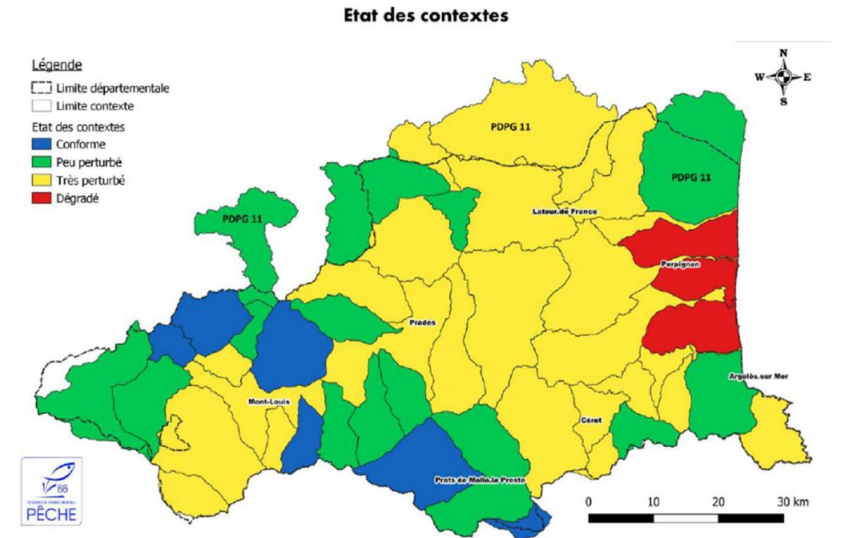 Etat des contextes
Légende
Limite départementale
Limite contexte
Etat des contextes
Conforme
Peu perturbé
Très perturbé
Dégradé
N
W E
S
PDPG 11
PDPG 11
PDPG 11
Latour.de France
Perpignan
Prades
Argelès.sur Mer
Mont-Louis
Céret
Prats de Mollo.la Preste
66
PÊCHE
0 10 20 30 km